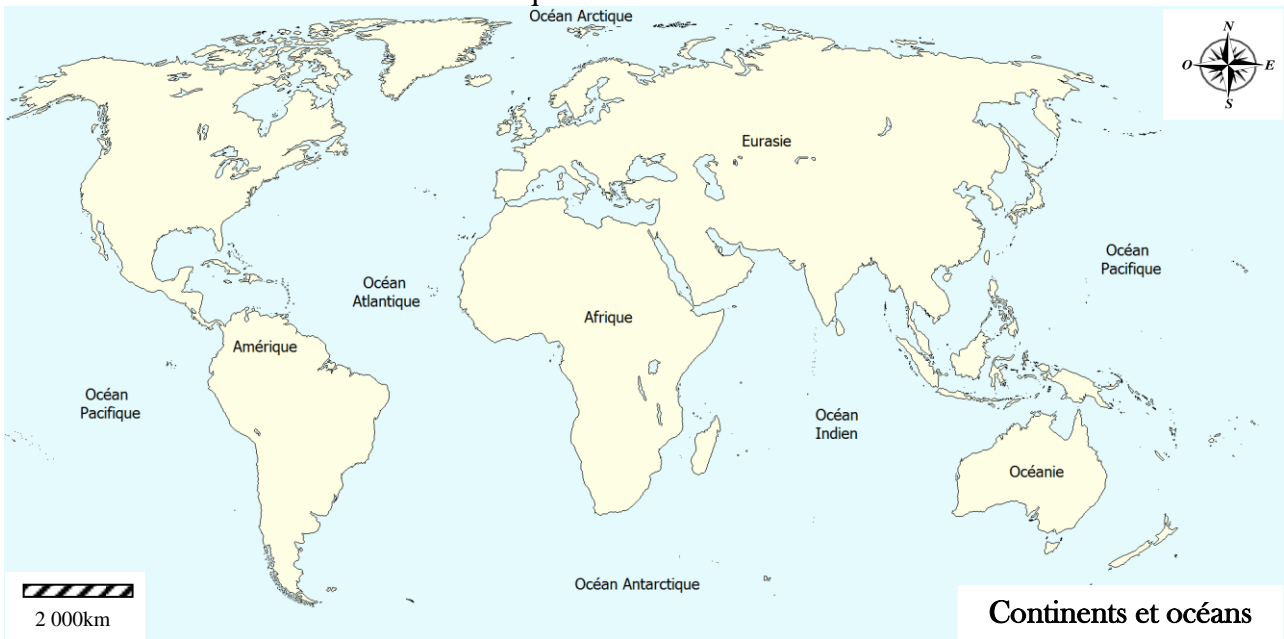 Océan Arctique
N
O
E
S
Eurasie
Océan
Pacifique
Océan
Atlantique
Afrique
Amérique
Océan
Pacifique
Océan
Indien
Océanie
Océan Antarctique
2 000km
Continents et océans